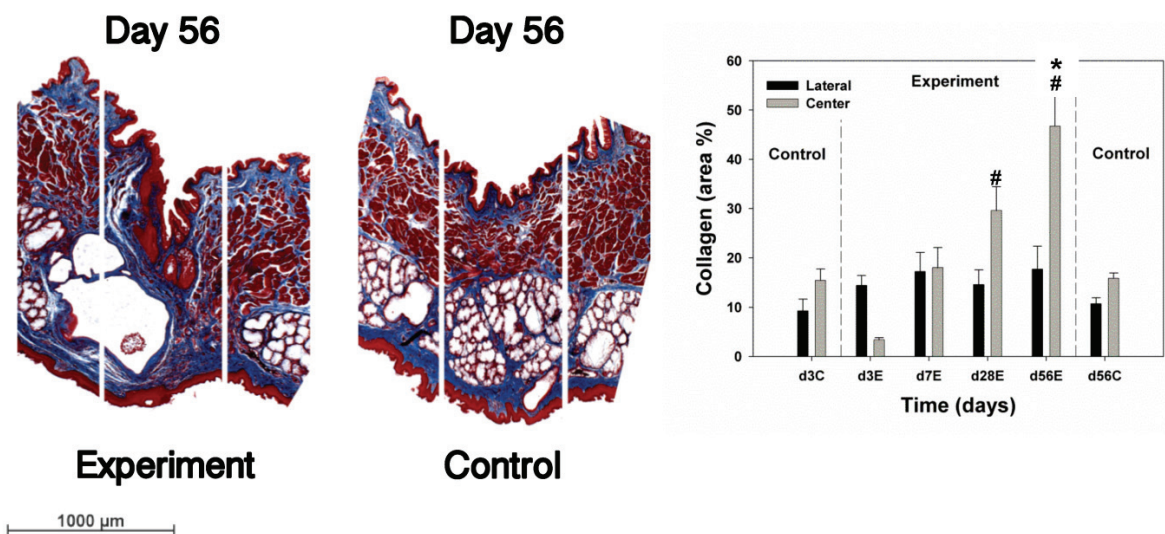 Day 56
Day 56
Experiment
Control
1000 µm
60
50
40
30
20
10
0
Collagen (area %)
Lateral
Center
Experiment
*
#
#
Control
Control
d3C
d3E
d7E
d28E
d56E
d56C
Time (days)